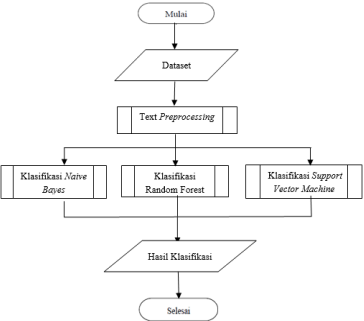 Mulai
Dataset
Text Preprocessing
Klasifikasi Naive
Bayes
Klasifikasi
Random Forest
Klasifikasi Support
Vector Machine
Hasil Klasifikasi
Selesai